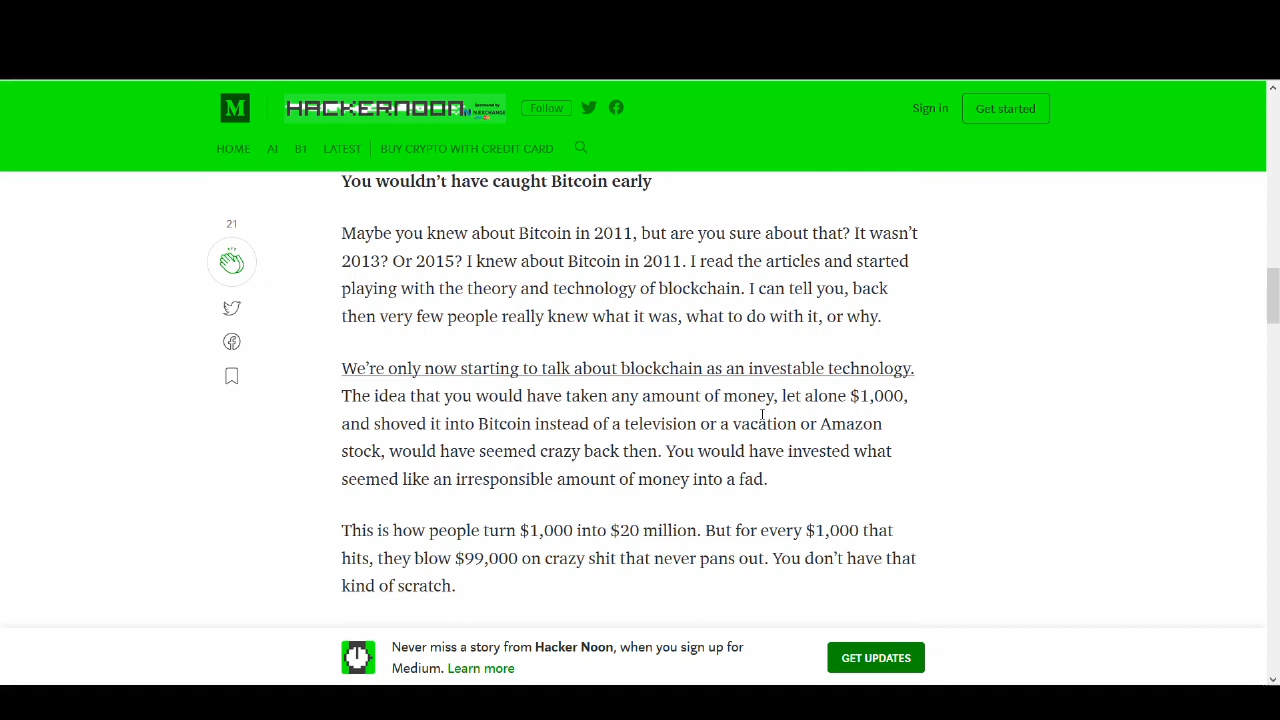 M
HACKERNOON
Sponsored by
Follow
Sign in
Get started
HOME AI B1 LATEST BUY CRYPTO WITH CREDIT CARD
You wouldn’t have caught Bitcoin early
21
Maybe you knew about Bitcoin in 2011, but are you sure about that? It wasn’t
2013? Or 2015? I knew about Bitcoin in 2011. I read the articles and started
playing with the theory and technology of blockchain. I can tell you, back
then very few people really knew what it was, what to do with it, or why.
We’re only now starting to talk about blockchain as an investable technology.
The idea that you would have taken any amount of money, let alone $1,000,
and shoved it into Bitcoin instead of a television or a vacation or Amazon
stock, would have seemed crazy back then. You would have invested what
seemed like an irresponsible amount of money into a fad.
This is how people turn $1,000 into $20 million. But for every $1,000 that
hits, they blow $99,000 on crazy shit that never pans out. You don’t have that
kind of scratch.
Never miss a story from Hacker Noon, when you sign up for
Medium. Learn more
GET UPDATES